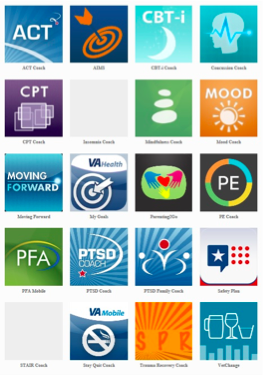 ACT
CBT-i
ACT Coach
AIMS
CBT-i Coach
Concussion Coach
CPT
MOOD
CPT Coach
Insomnia Coach
Mindfulness Coach
Mood Coach
MOVING
FORWARD
VA Health
PE
Moving Forward
My Goals
Parenting2Go
PE Coach
PFA
PTSD
COACH
PFA Mobile
PTSD Coach
PTSD Family Coach
Safety Plan
VA Mobile
S P R
STAIR Coach
Stay Quit Coach
Trauma Recovery Coach
VetChange